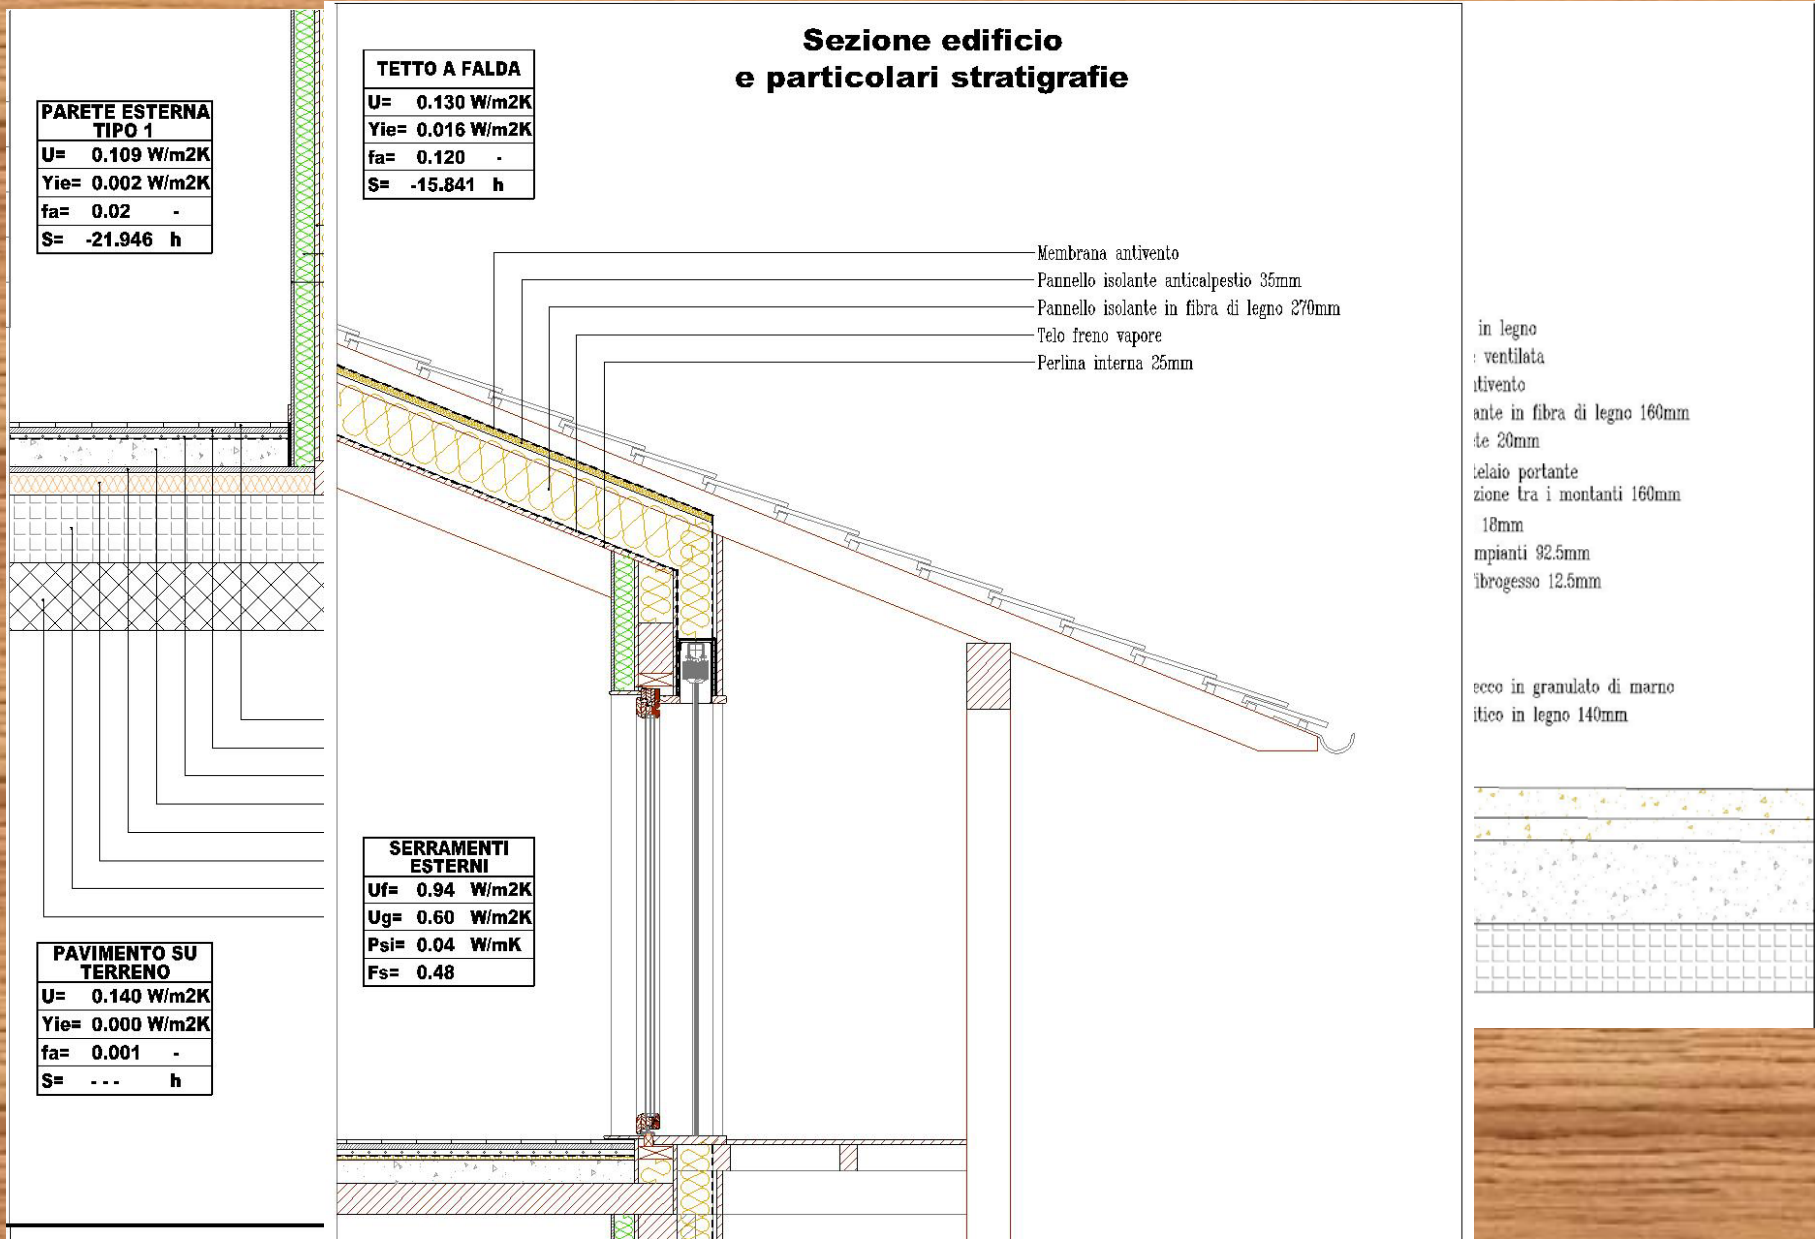 Sezione edificio
e particolari stratigrafie
PARETE ESTERNA
TIPO 1
U= 0.109 W/m2K
Yie= 0.002 W/m2K
fa= 0.02 -
S= -21.946 h
TETTO A FALDA
U= 0.130 W/m2K
Yie= 0.016 W/m2K
fa= 0.120 -
S= -15.841 h
Membrana antivento
Pannello isolante anticalpestio 35mm
Pannello isolante in fibra di legno 270mm
Telo freno vapore
Perlina interna 25mm
in legno
ventilata
ntivento
ante in fibra di legno 160mm
te 20mm
telaio portante
zione tra i montanti 160mm
18mm
mpianti 92.5mm
fibrogesso 12.5mm
ecco in granulato di marno
itico in legno 140mm
SERRAMENTI
ESTERNI
Uf= 0.94 W/m2K
Ug= 0.60 W/m2K
Psi= 0.04 W/mK
Fs= 0.48
PAVIMENTO SU
TERRENO
U= 0.140 W/m2K
Yie= 0.000 W/m2K
fa= 0.001 -
S= --- h